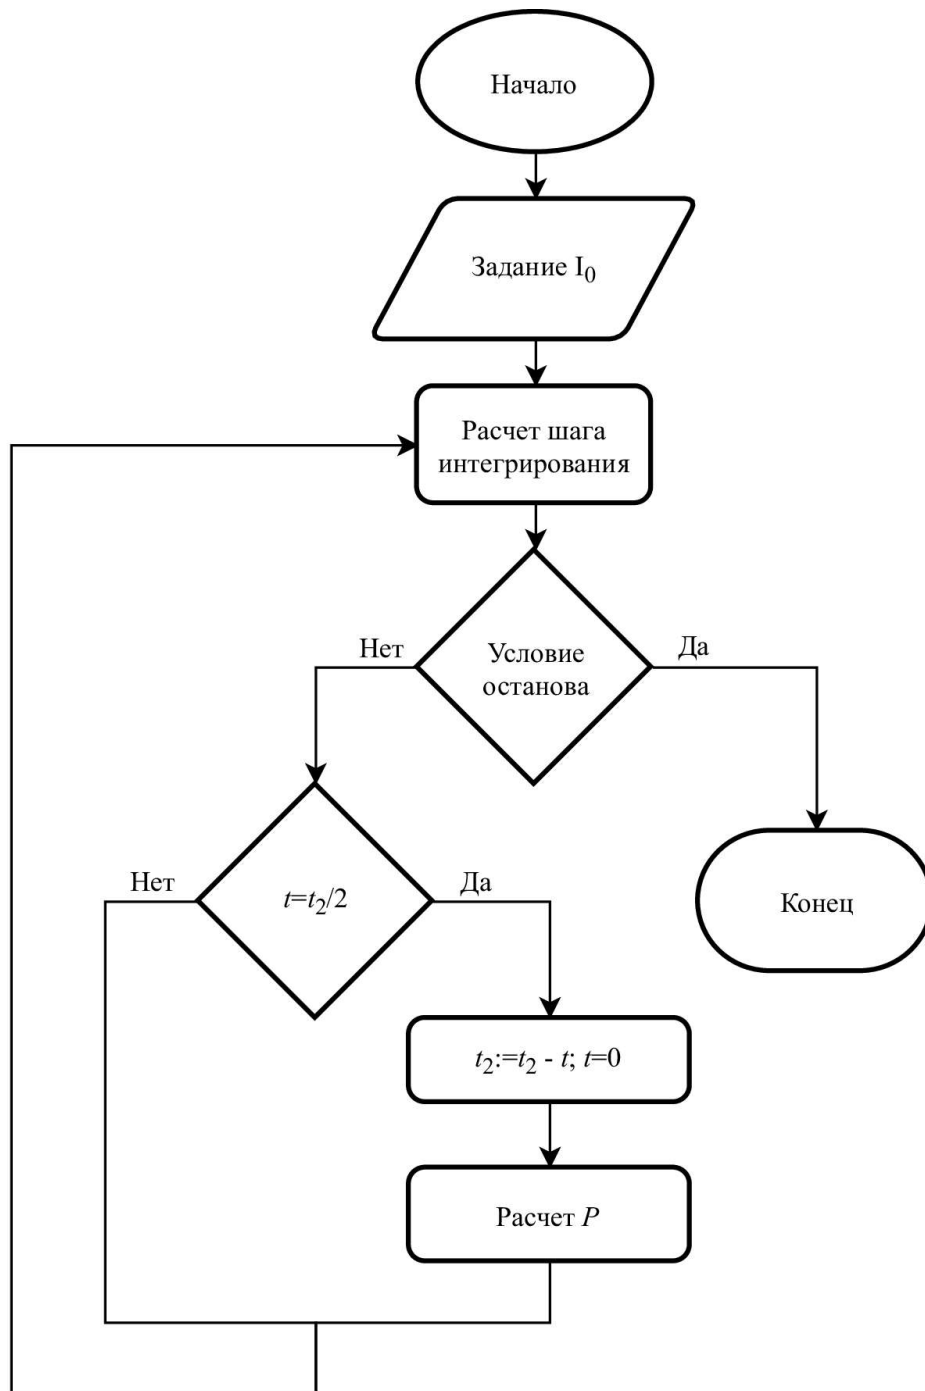 Начало
Задание I₀
Расчет шага
интегрирования
Нет
Условие
останова
Да
Нет
t=t₂/2
Да
Конец
t₂:=t₂ - t; t=0
Расчет P